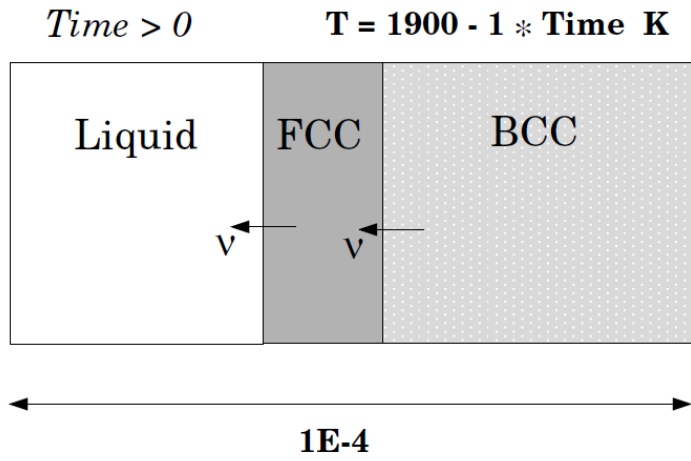 Time > 0 T = 1900 - 1 * Time K
Liquid FCC BCC
ν ν
1E-4